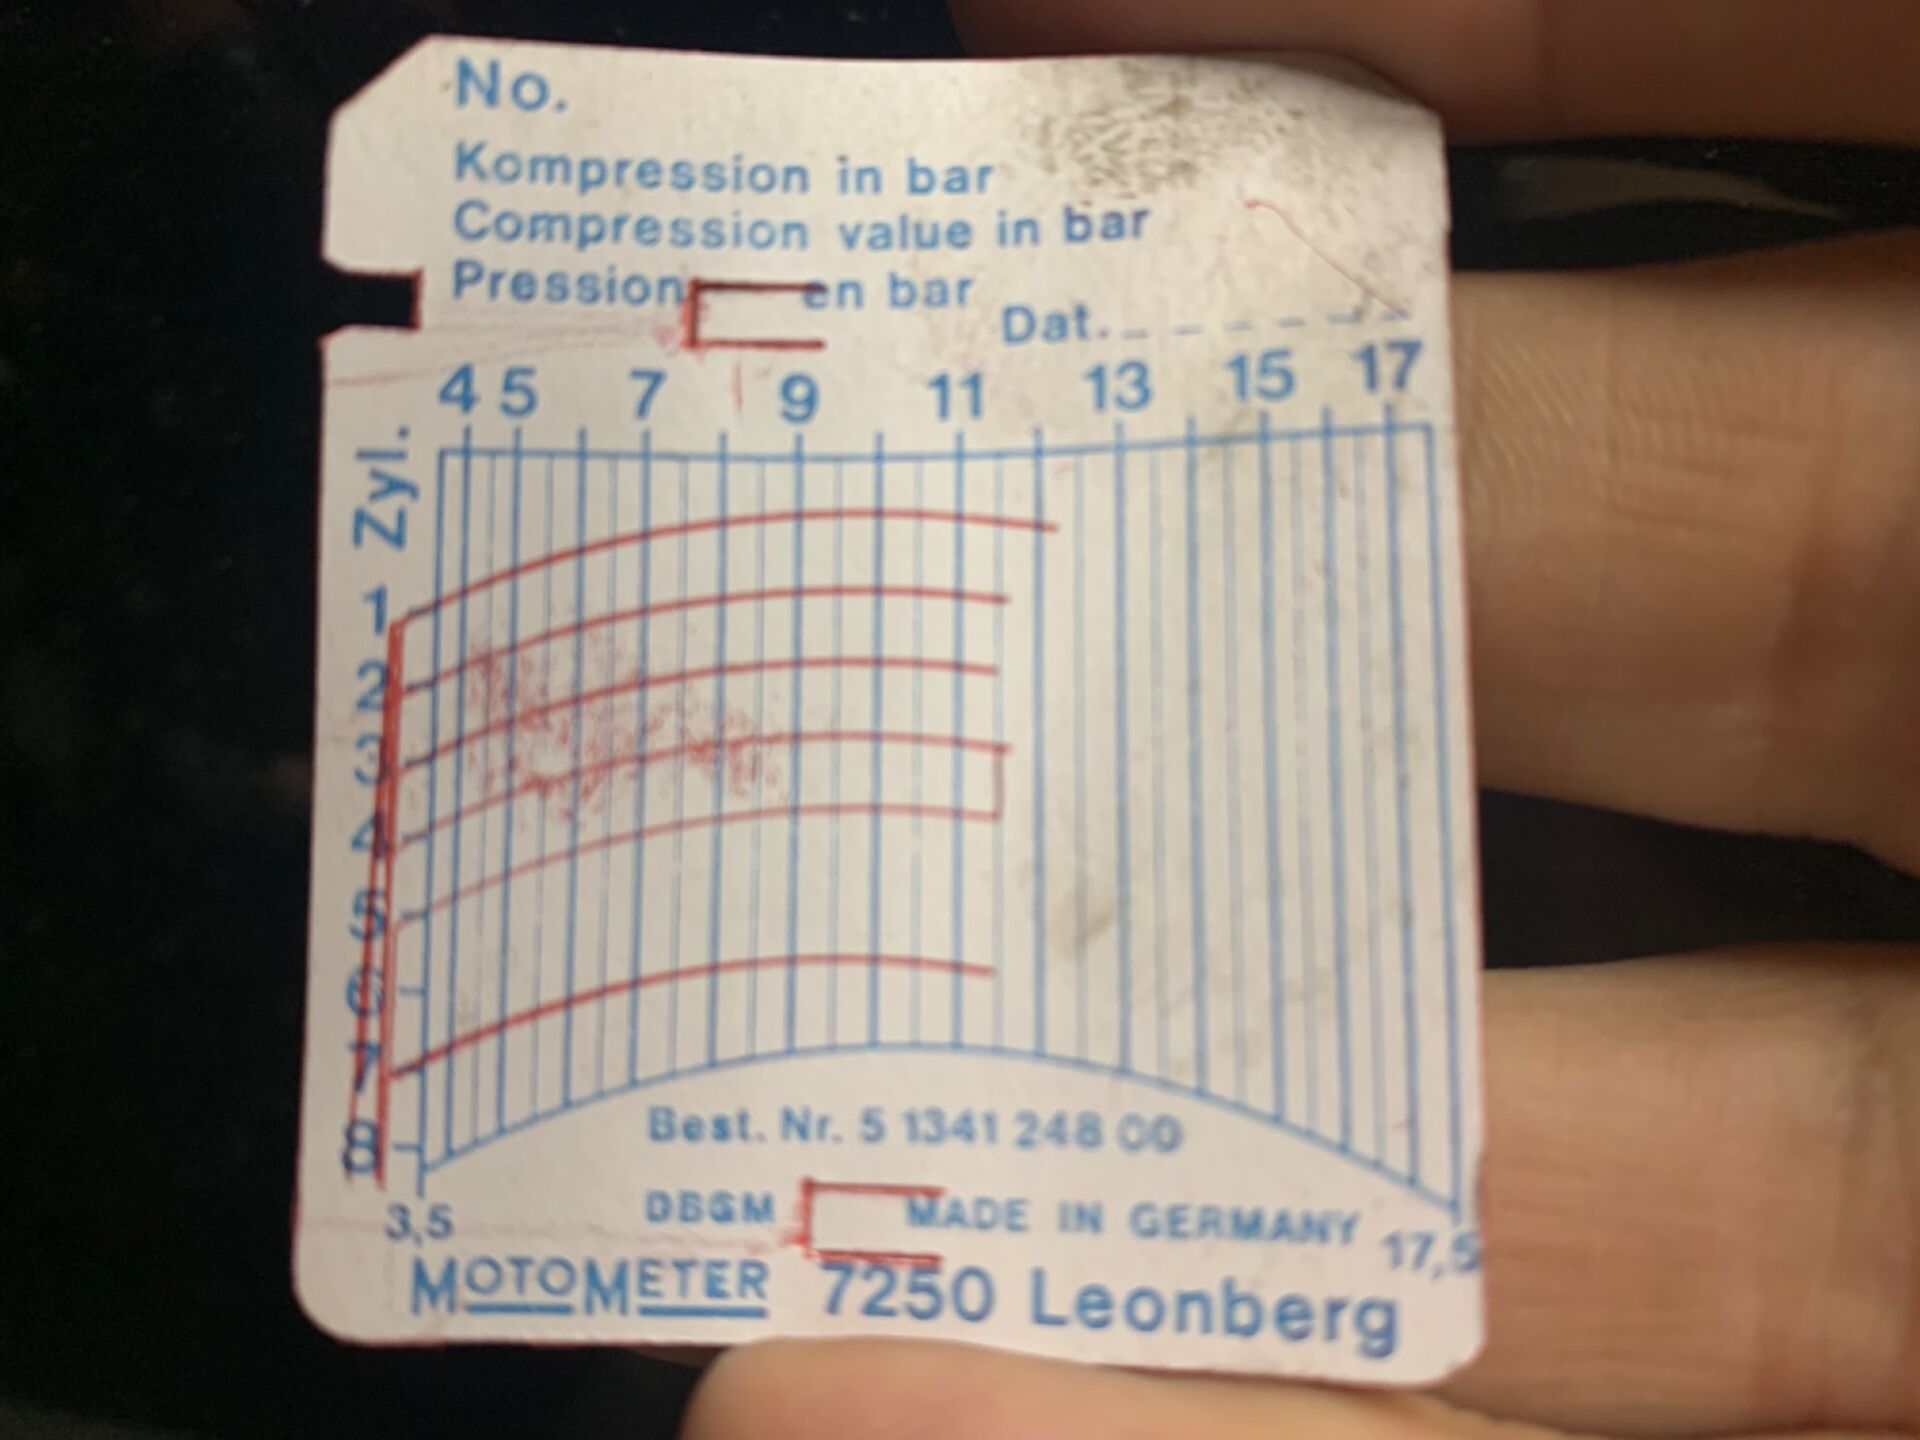 No.
Kompression in bar
Compression value in bar
Pression en bar
Dat.
4 5 7 9 11 13 15 17
Zyl.
1
2
3
4
5
6
7
8
3,5
17,5
Best. Nr. 5 1341 248 00
DBGM MADE IN GERMANY
MOTOMETER 7250 Leonberg